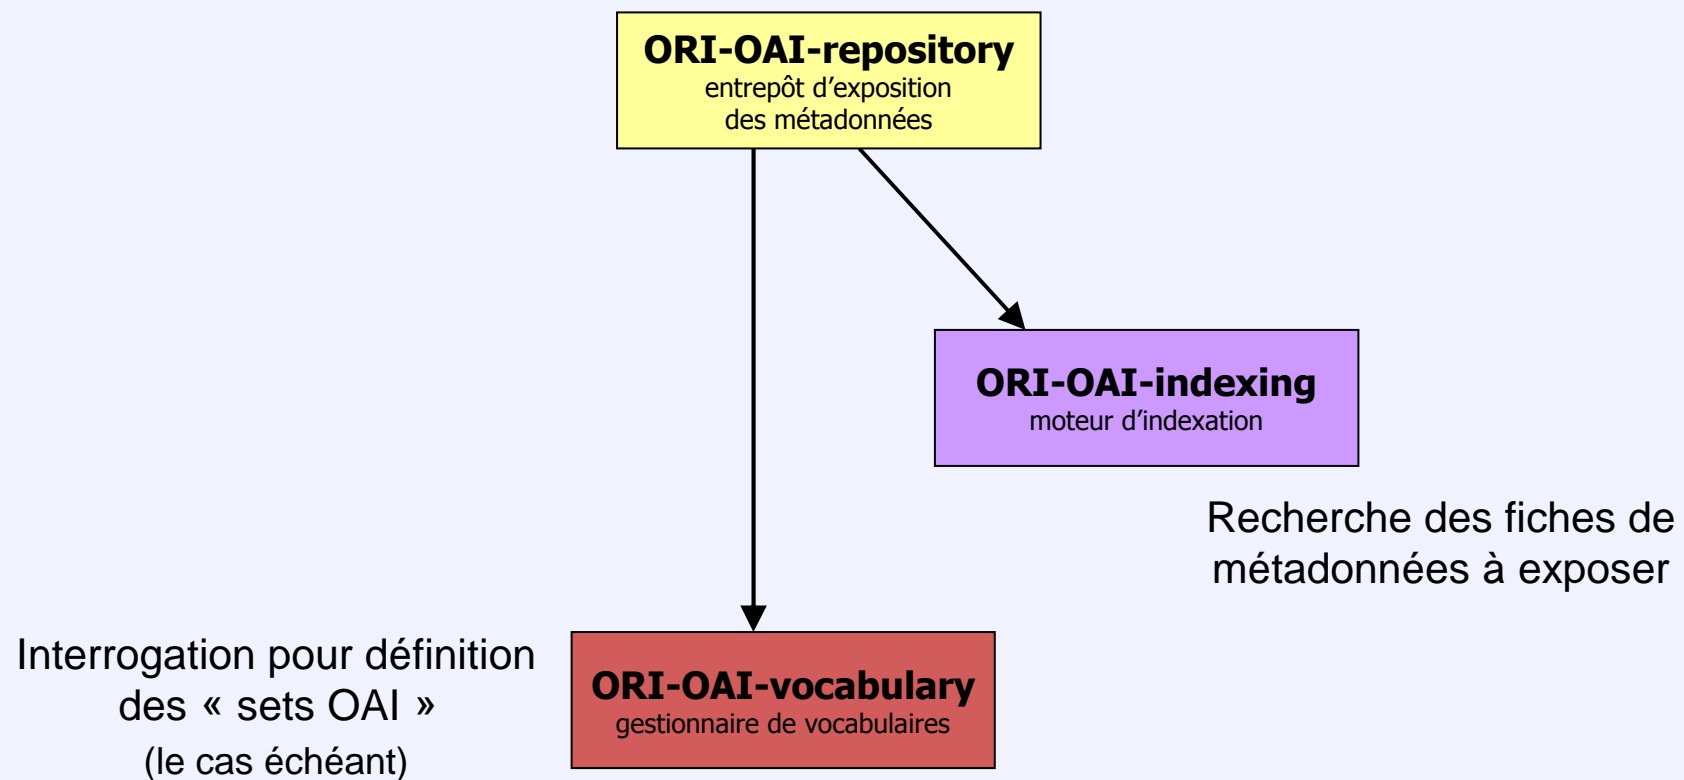 ORI-OAI-repository
entrepôt d’exposition
des métadonnées
ORI-OAI-indexing
moteur d’indexation
Recherche des fiches de
métadonnées à exposer
Interrogation pour définition
des « sets OAI »
(le cas échéant)
ORI-OAI-vocabulary
gestionnaire de vocabulaires